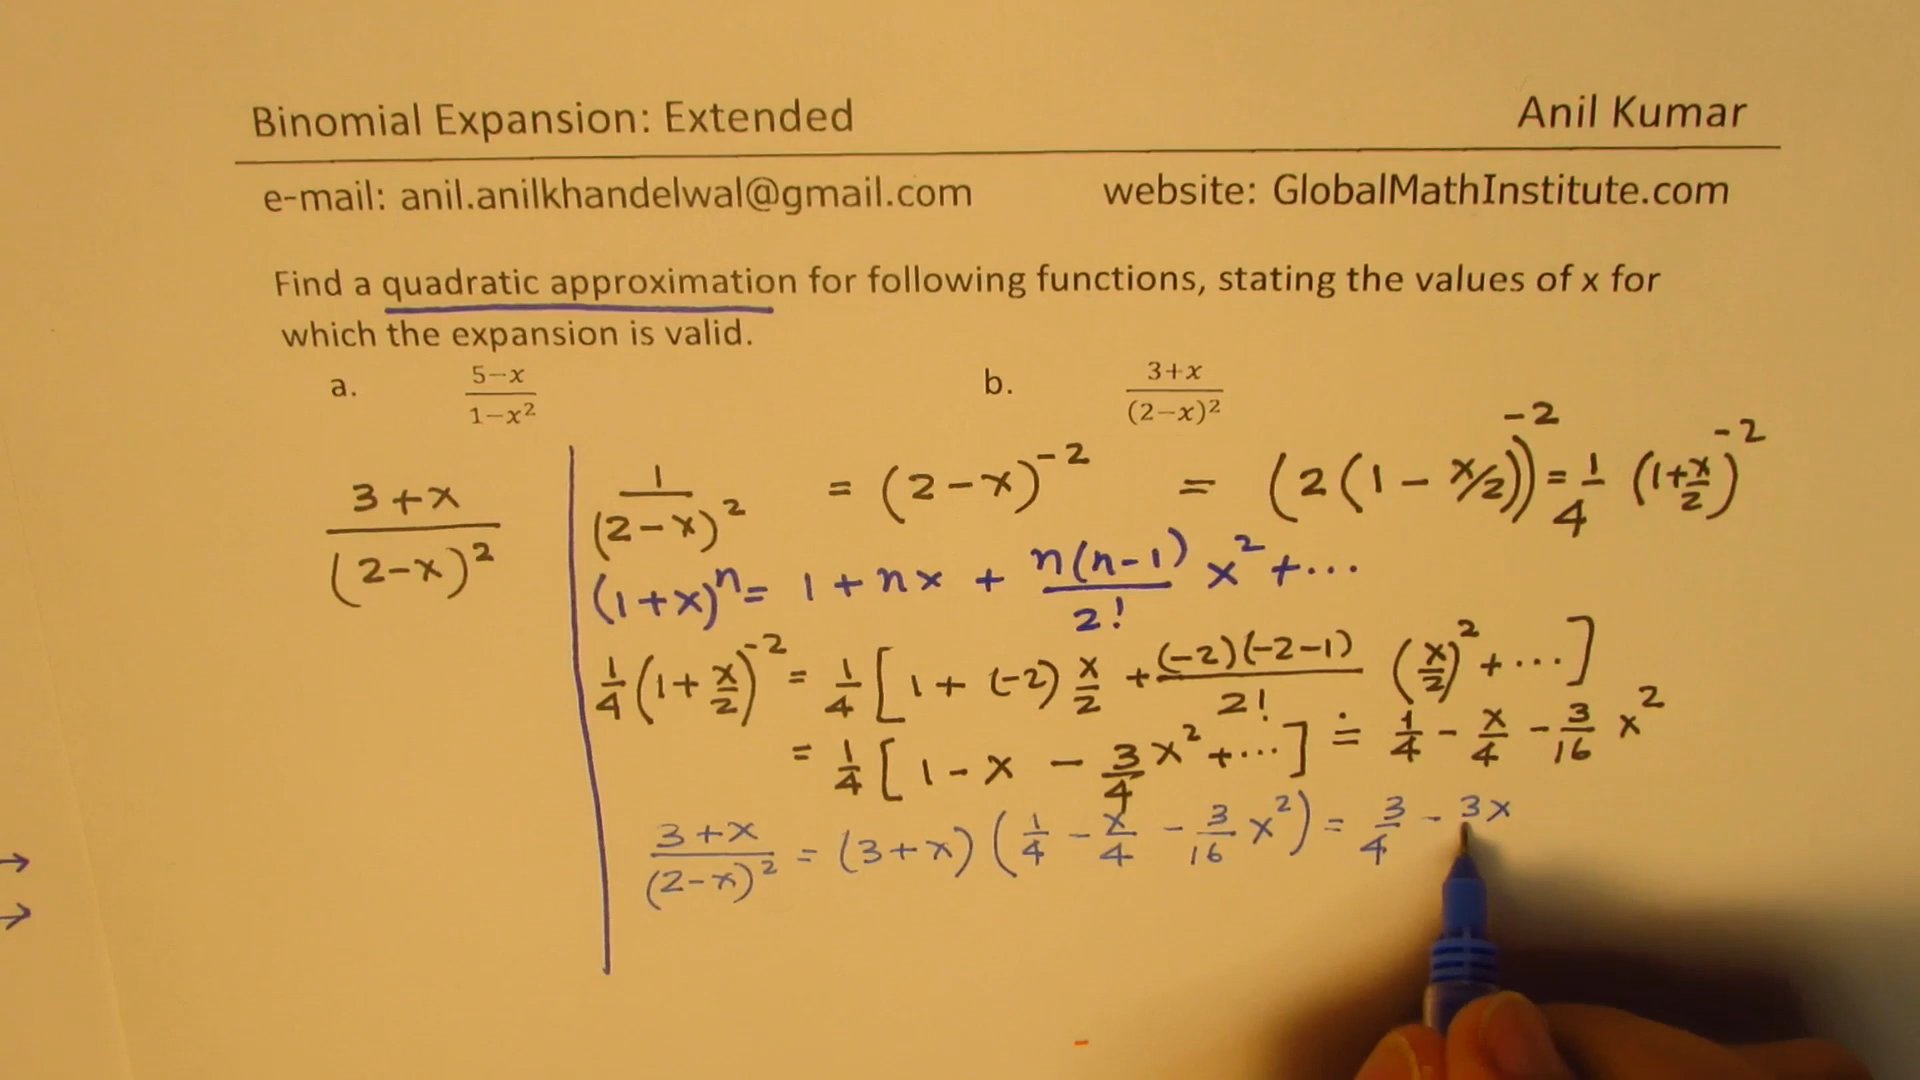 Binomial Expansion: Extended Anil Kumar
e-mail: anil.anilkhandelwal@gmail.com website: GlobalMathInstitute.com
Find a quadratic approximation for following functions, stating the values of x for
which the expansion is valid.
a. (5−x)/(1−x²) b. (3+x)/(2−x)²
(3+x)/(2-x)²
1/(2-x)² = (2-x)⁻² = (2(1 - x/2))⁻² = 1/4 (1+x/2)⁻²
(1+x)ⁿ = 1 + nx + n(n-1)/2! x² + ...
1/4 (1+x/2)⁻² = 1/4 [1 + (-2) x/2 + (-2)(-2-1)/2! (x/2)² + ...]
= 1/4 [1 - x - 3/4 x² + ...] ≐ 1/4 - x/4 - 3/16 x²
(3+x)/(2-x)² = (3+x) (1/4 - x/4 - 3/16 x²) = 3/4 - 3x
→
→